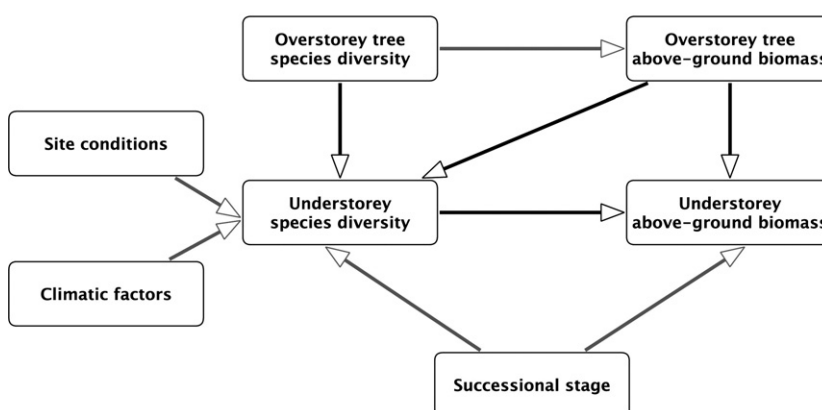 Overstorey tree
species diversity
Overstorey tree
above-ground biomass
Site conditions
Understorey
species diversity
Understorey
above-ground biomass
Climatic factors
Successional stage